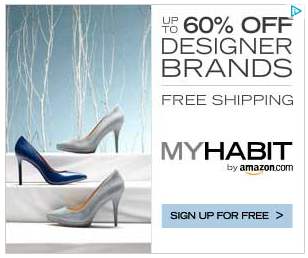 UP TO 60% OFF
DESIGNER
BRANDS
FREE SHIPPING
MYHABIT
by amazon.com
SIGN UP FOR FREE >